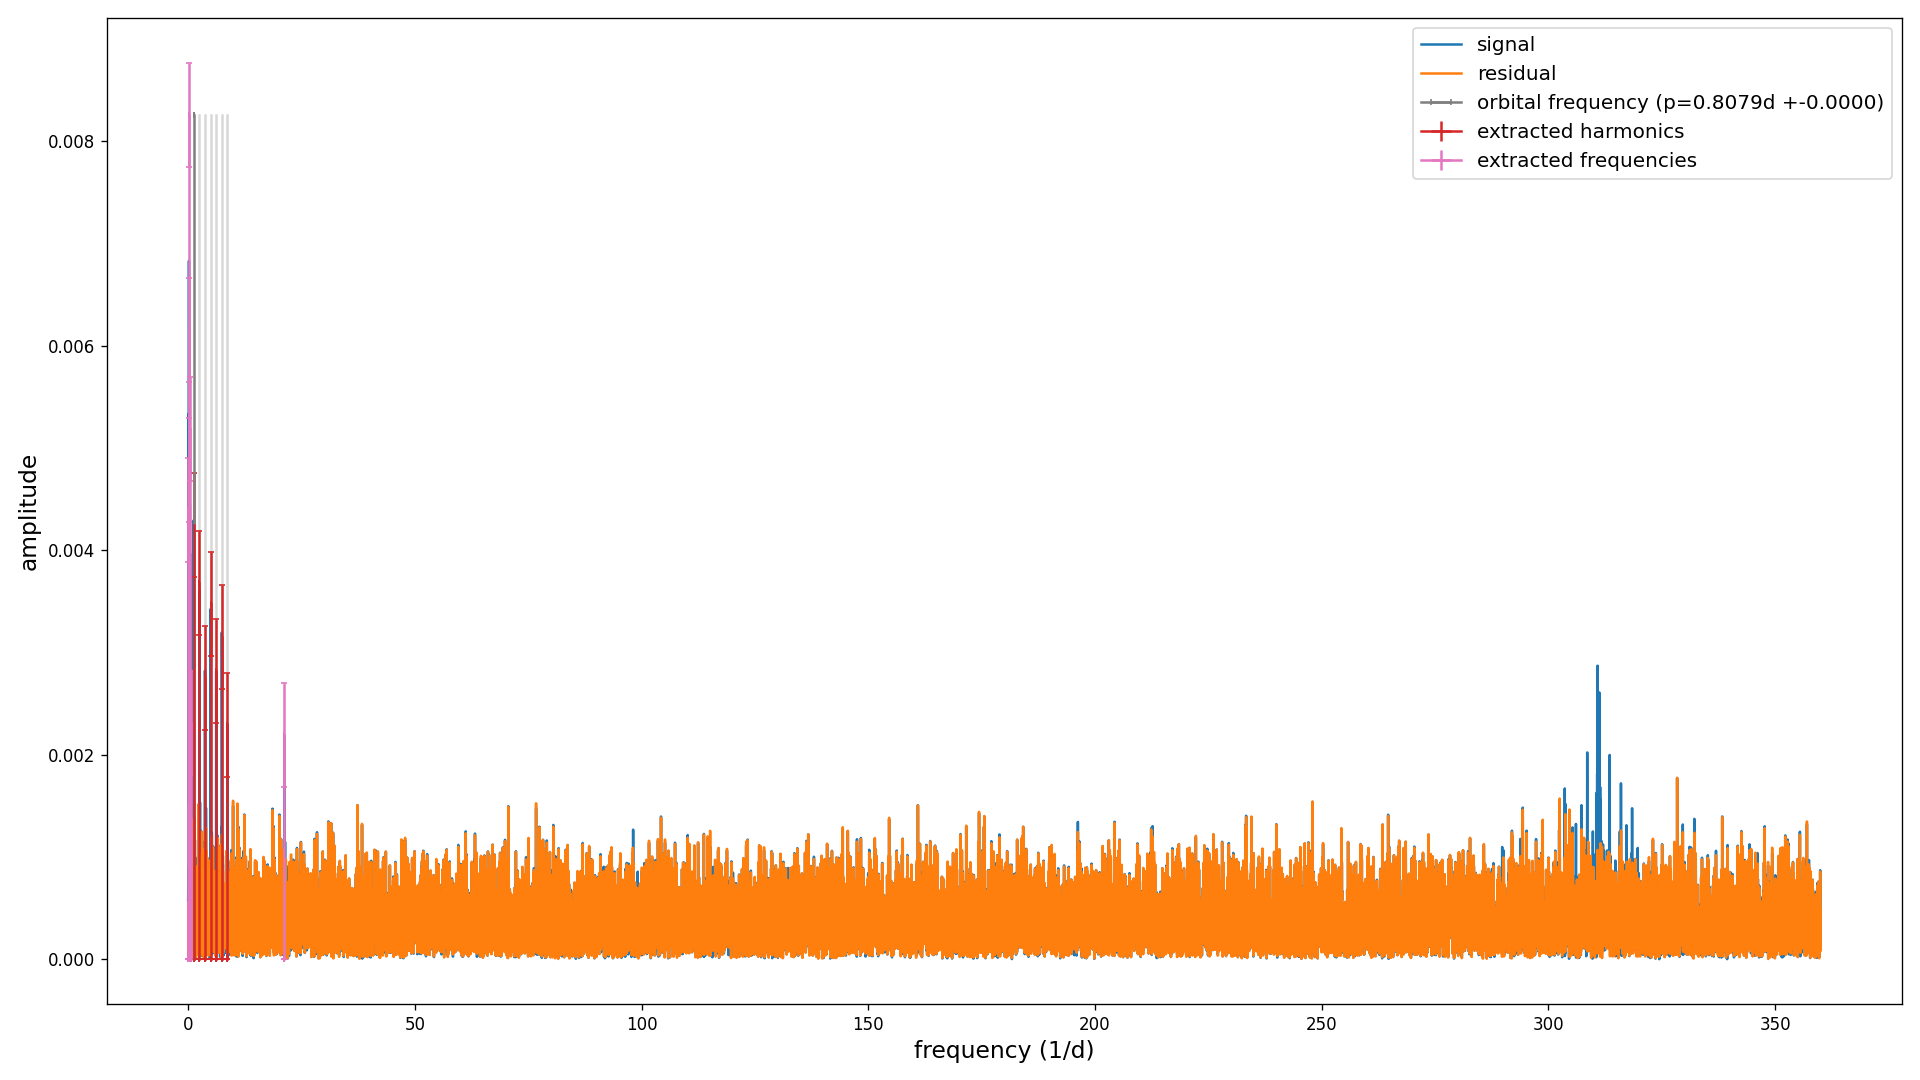 signal
residual
orbital frequency (p=0.8079d +-0.0000)
extracted harmonics
extracted frequencies
0.008
0.006
0.004
0.002
0.000
amplitude
0 50 100 150 200 250 300 350
frequency (1/d)